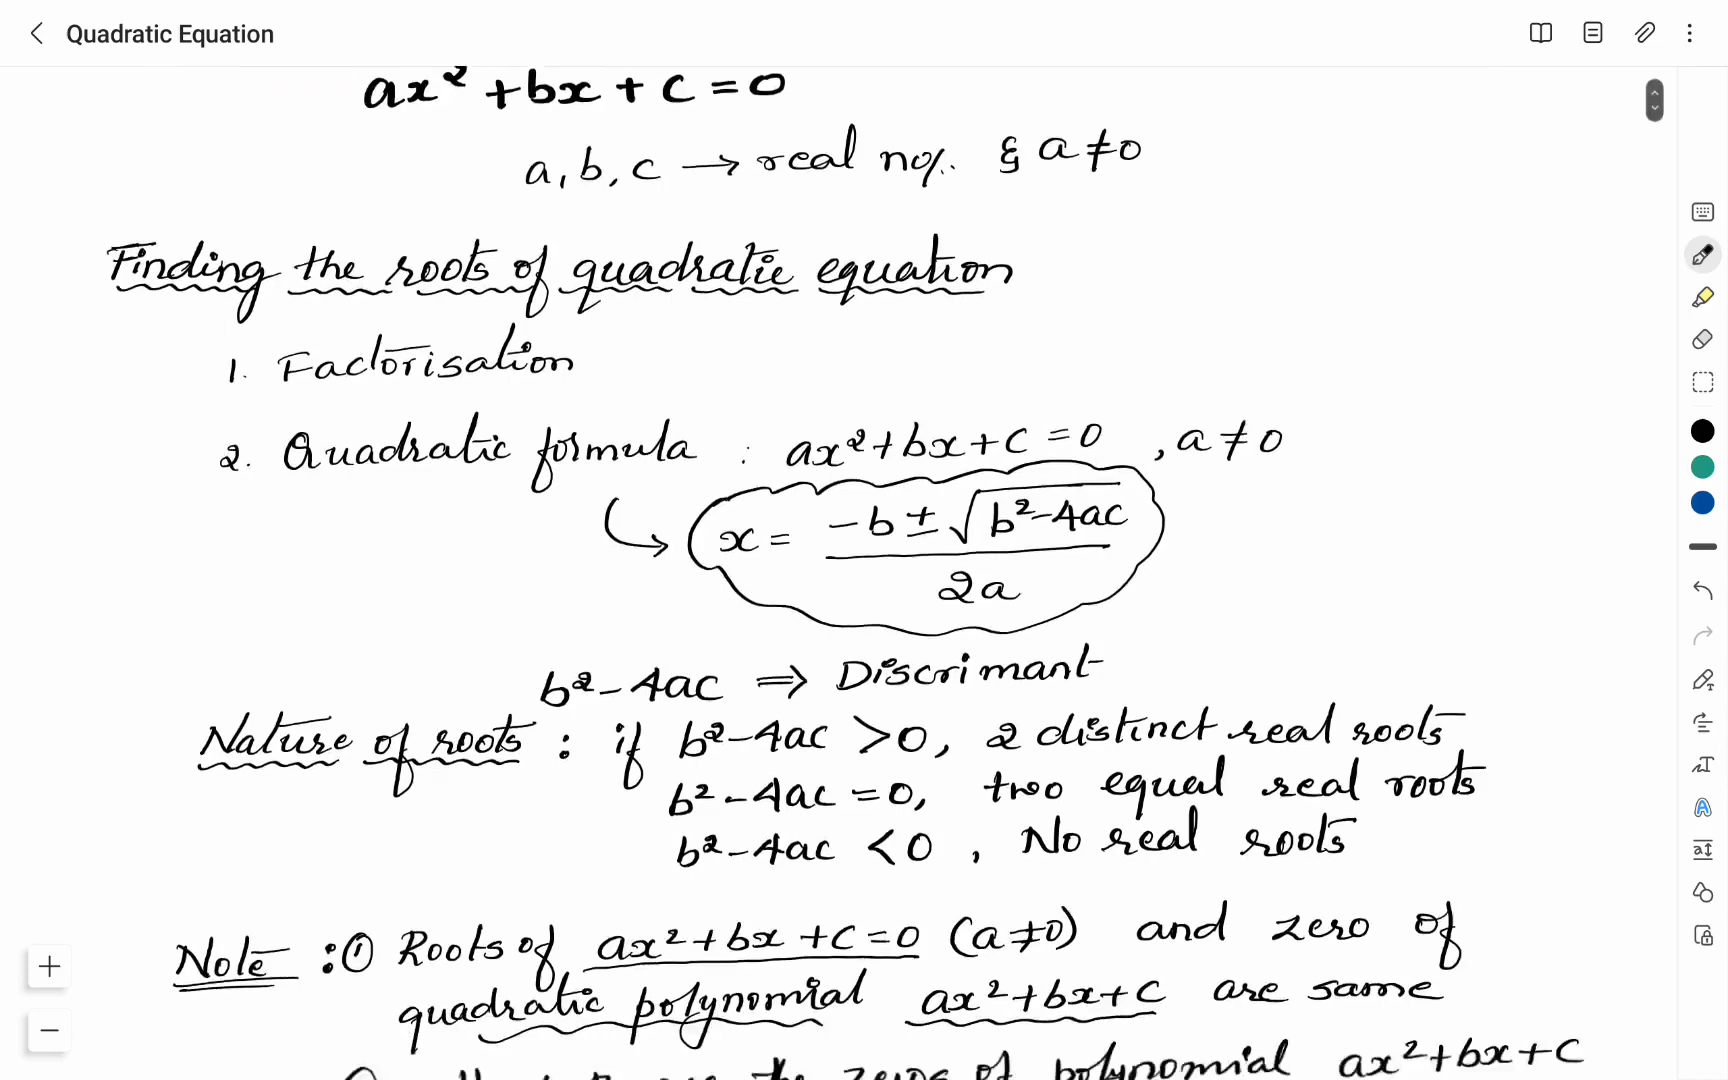 Quadratic Equation
ax² + bx + c = 0
a, b, c → real no/. & a ≠ 0
Finding the roots of quadratic equation
1. Factorisation
2. Quadratic formula : ax² + bx + c = 0 , a ≠ 0
x = -b ± √b² - 4ac / 2a
b² - 4ac ⇒ Discrimant
Nature of roots : if b² - 4ac > 0, 2 distinct real roots
b² - 4ac = 0, two equal real roots
b² - 4ac < 0 , No real roots
Note : ① Roots of ax² + bx + c = 0 (a ≠ 0) and zero of
quadratic polynomial ax² + bx + c are same
the zeros of polynomial ax² + bx + c